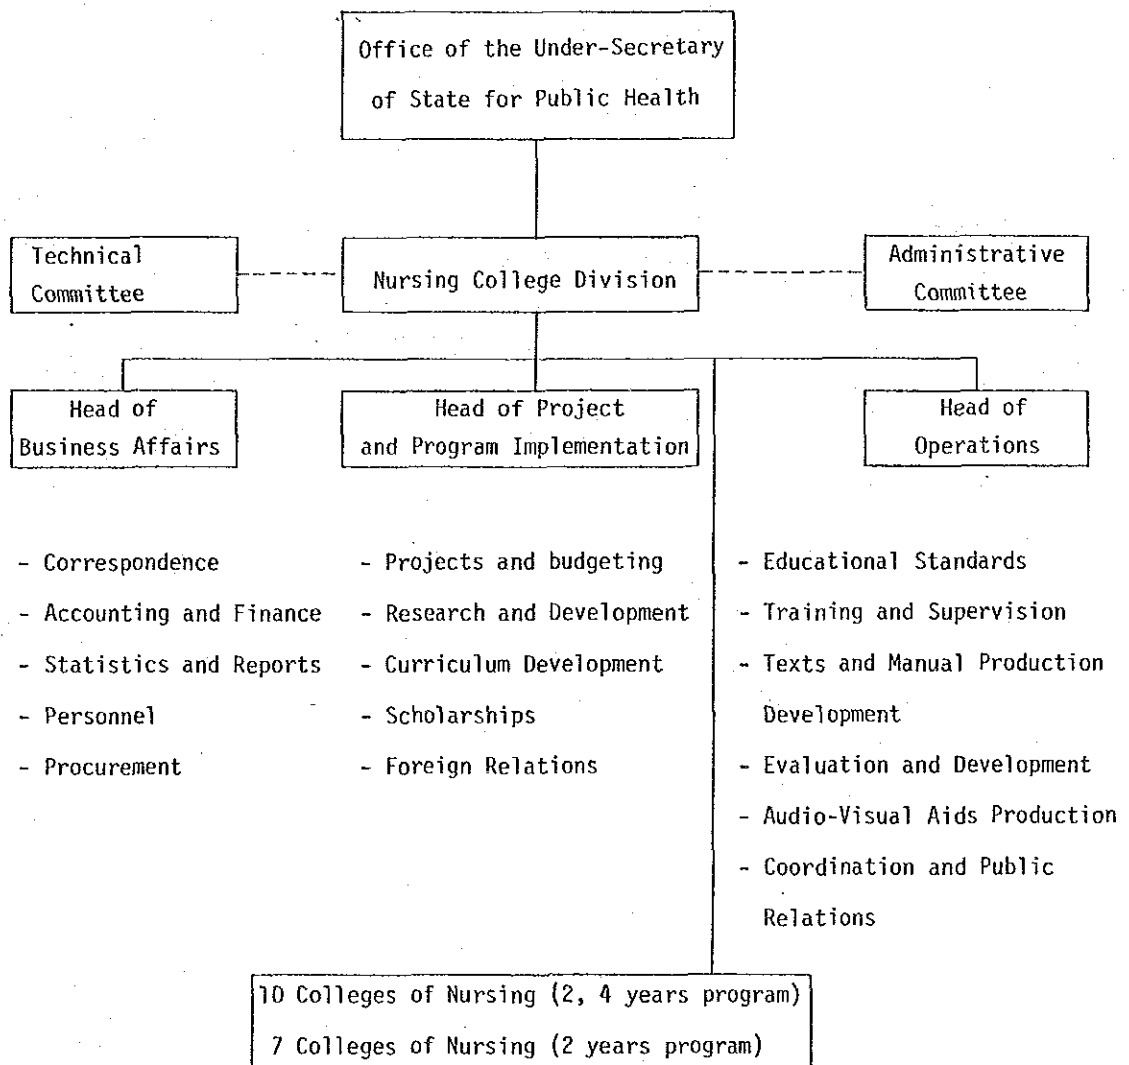 Office of the Under-Secretary
of State for Public Health
Technical
Committee
Nursing College Division
Administrative
Committee
Head of
Business Affairs
Head of Project
and Program Implementation
Head of
Operations
- Correspondence
- Accounting and Finance
- Statistics and Reports
- Personnel
- Procurement
- Projects and budgeting
- Research and Development
- Curriculum Development
- Scholarships
- Foreign Relations
- Educational Standards
- Training and Supervision
- Texts and Manual Production
Development
- Evaluation and Development
- Audio-Visual Aids Production
- Coordination and Public
Relations
10 Colleges of Nursing (2, 4 years program)
7 Colleges of Nursing (2 years program)